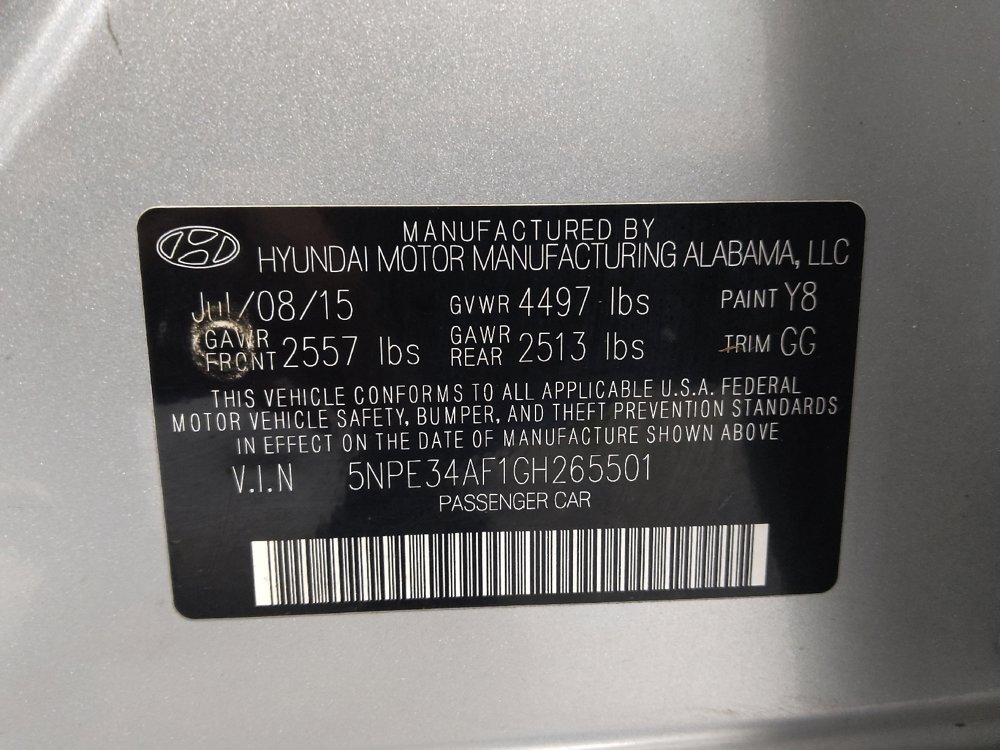 MANUFACTURED BY
HYUNDAI MOTOR MANUFACTURING ALABAMA, LLC
Jul/08/15 GVWR 4497 lbs PAINT Y8
GAWR FRONT 2557 lbs GAWR REAR 2513 lbs TRIM GG
THIS VEHICLE CONFORMS TO ALL APPLICABLE U.S.A. FEDERAL
MOTOR VEHICLE SAFETY, BUMPER, AND THEFT PREVENTION STANDARDS
IN EFFECT ON THE DATE OF MANUFACTURE SHOWN ABOVE
V.I.N 5NPE34AF1GH265501
PASSENGER CAR